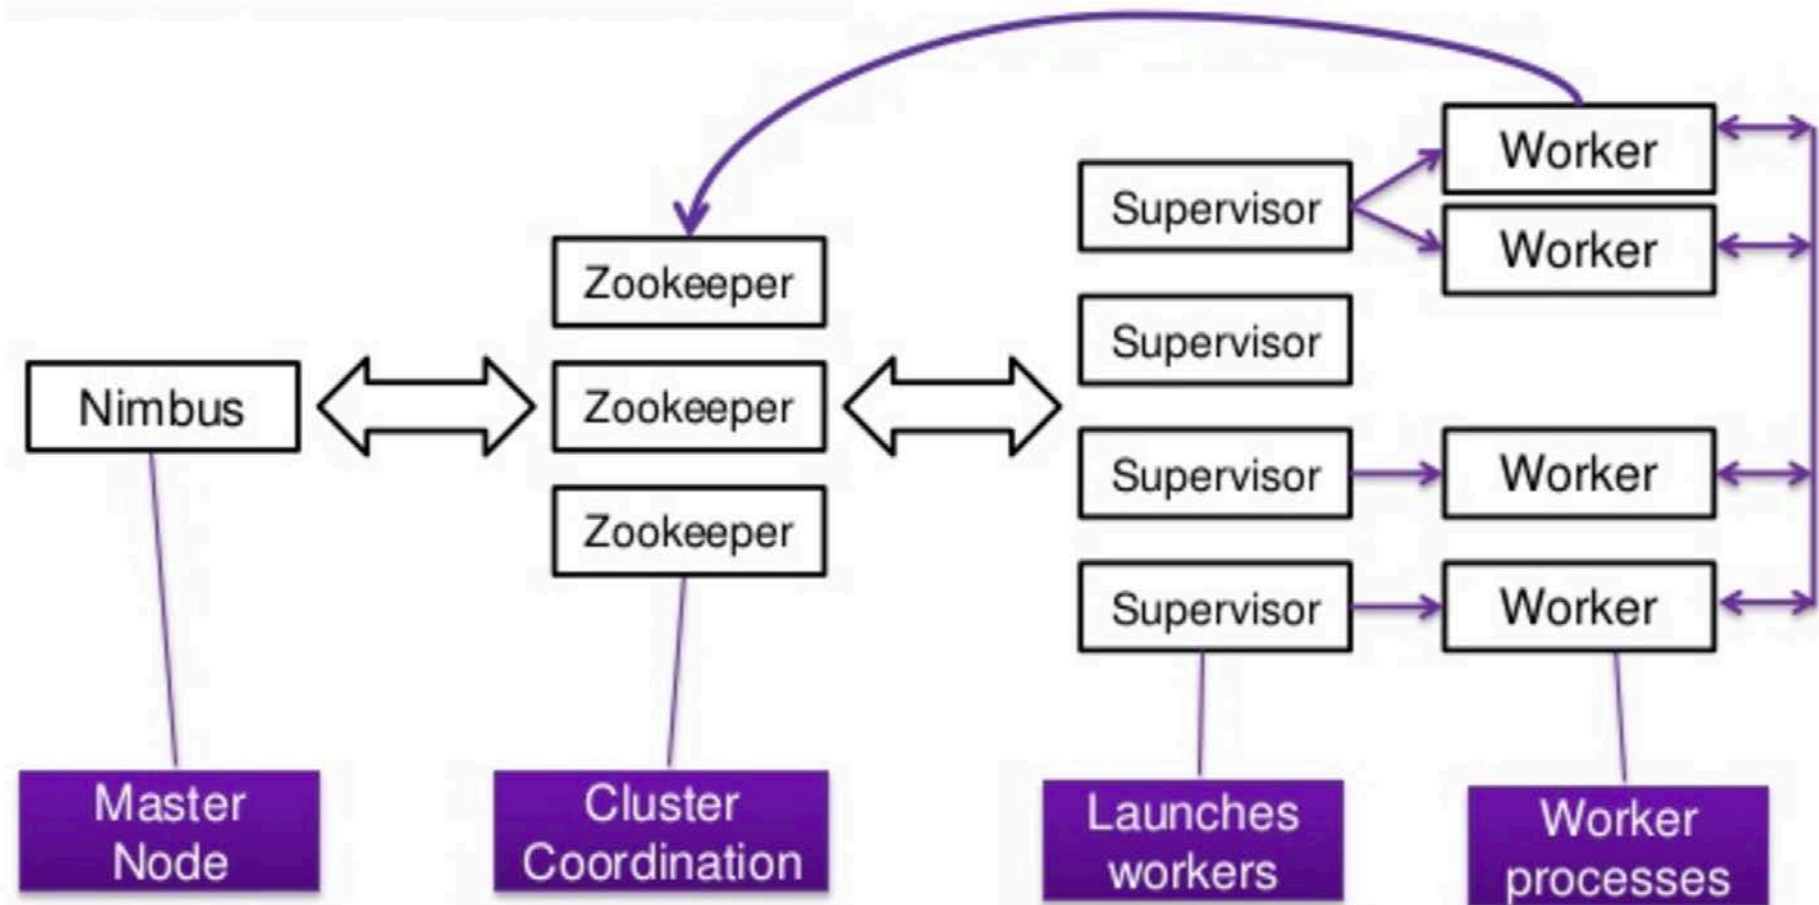 Nimbus
Zookeeper
Zookeeper
Zookeeper
Supervisor
Supervisor
Supervisor
Supervisor
Worker
Worker
Worker
Worker
Master
Node
Cluster
Coordination
Launches
workers
Worker
processes